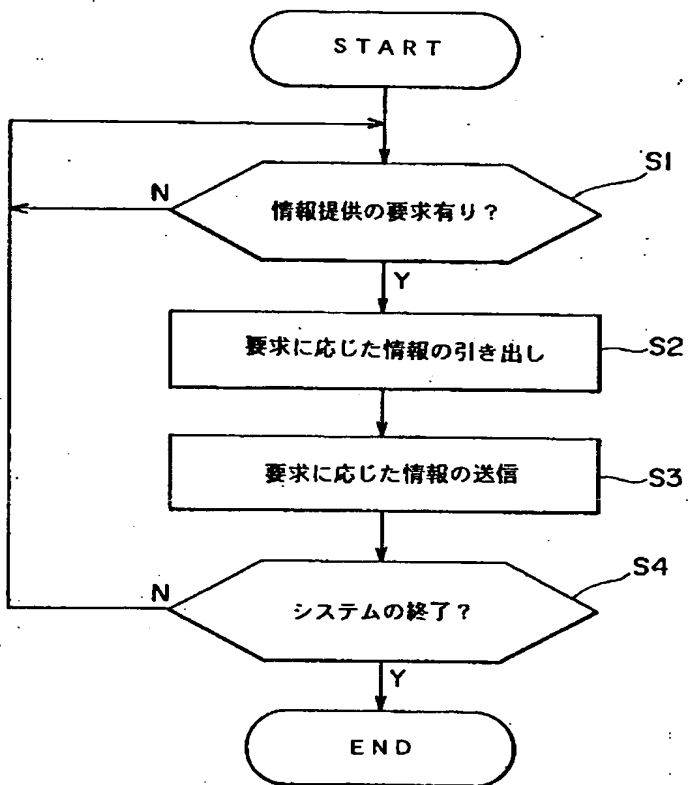 START
S1
N
情報提供の要求有り?
Y
要求に応じた情報の引き出し
S2
要求に応じた情報の送信
S3
S4
N
システムの終了?
Y
END